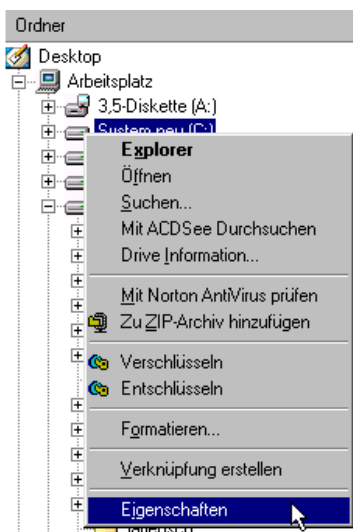 Ordner
Desktop
Arbeitsplatz
3,5-Diskette (A:)
System neu (C:)
Explorer
Öffnen
Suchen...
Mit ACDSee Durchsuchen
Drive Information...
Mit Norton AntiVirus prüfen
Zu ZIP-Archiv hinzufügen
Verschlüsseln
Entschlüsseln
Formatieren...
Verknüpfung erstellen
Eigenschaften